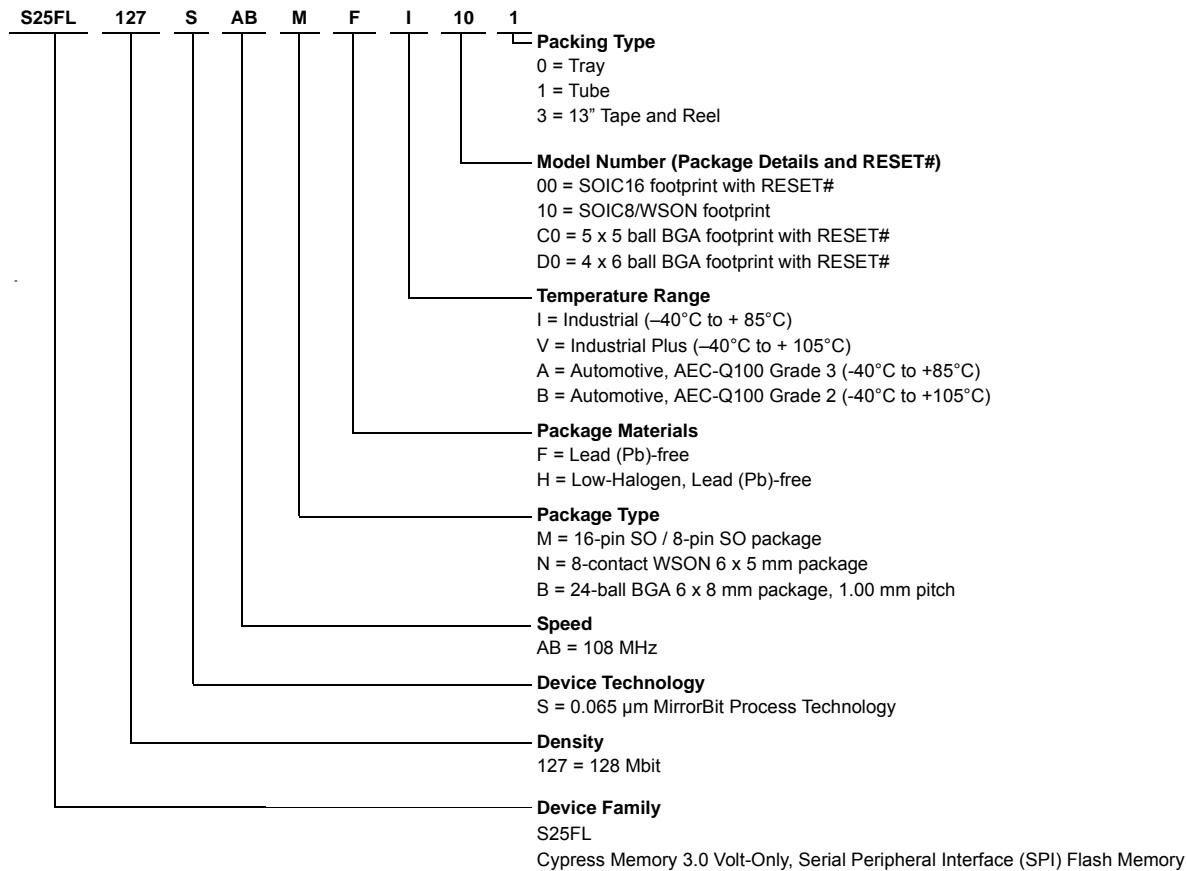 S25FL 127 S AB M F I 10 1
Packing Type
0 = Tray
1 = Tube
3 = 13” Tape and Reel
Model Number (Package Details and RESET#)
00 = SOIC16 footprint with RESET#
10 = SOIC8/WSON footprint
C0 = 5 x 5 ball BGA footprint with RESET#
D0 = 4 x 6 ball BGA footprint with RESET#
Temperature Range
I = Industrial (–40°C to + 85°C)
V = Industrial Plus (–40°C to + 105°C)
A = Automotive, AEC-Q100 Grade 3 (-40°C to +85°C)
B = Automotive, AEC-Q100 Grade 2 (-40°C to +105°C)
Package Materials
F = Lead (Pb)-free
H = Low-Halogen, Lead (Pb)-free
Package Type
M = 16-pin SO / 8-pin SO package
N = 8-contact WSON 6 x 5 mm package
B = 24-ball BGA 6 x 8 mm package, 1.00 mm pitch
Speed
AB = 108 MHz
Device Technology
S = 0.065 µm MirrorBit Process Technology
Density
127 = 128 Mbit
Device Family
S25FL
Cypress Memory 3.0 Volt-Only, Serial Peripheral Interface (SPI) Flash Memory